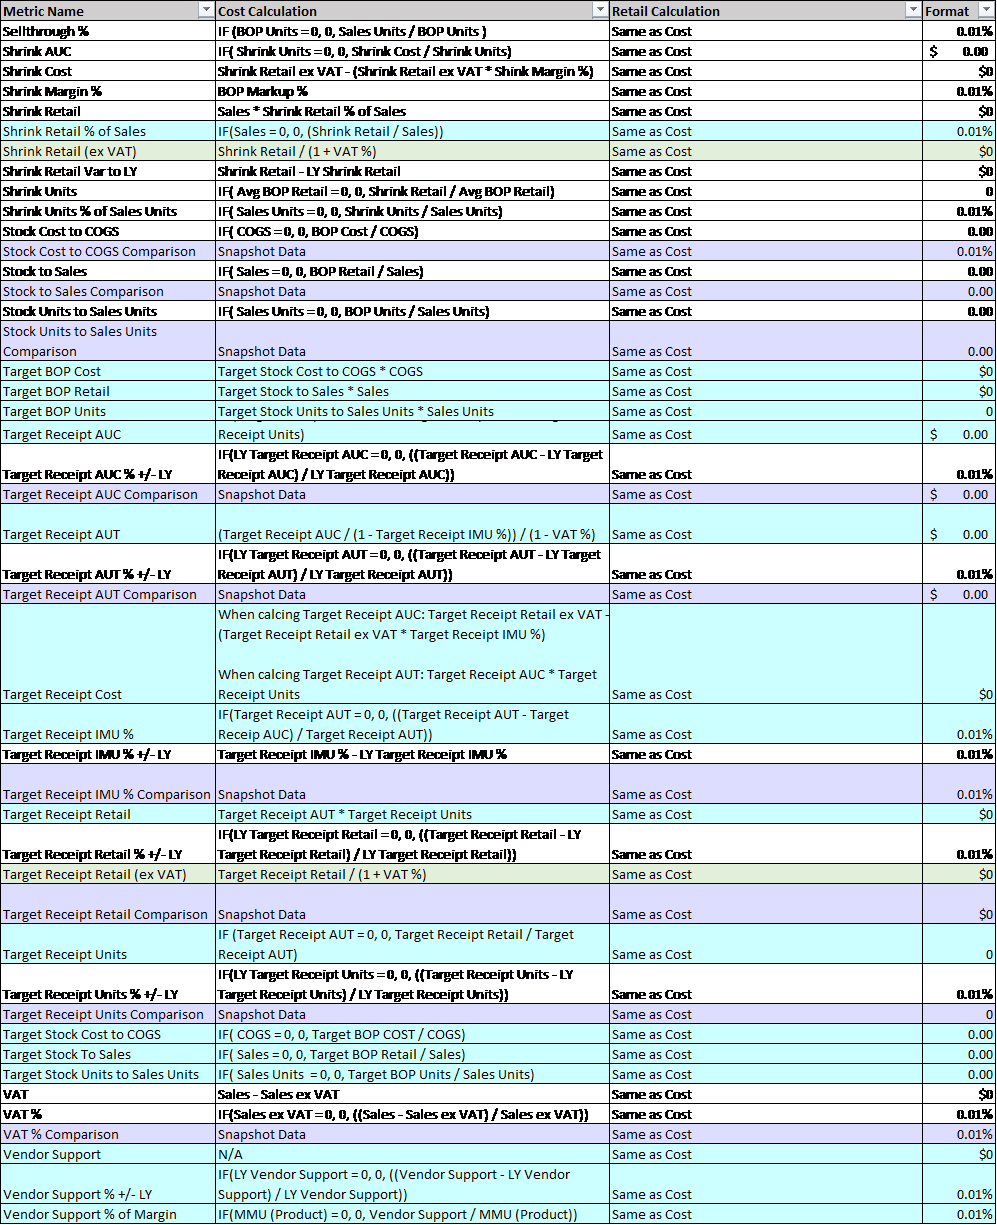 Metric Name Cost Calculation Retail Calculation Format
Sellthrough % IF (BOP Units = 0, 0, Sales Units / BOP Units ) Same as Cost 0.01%
Shrink AUC IF( Shrink Units = 0, 0, Shrink Cost / Shrink Units) Same as Cost $ 0.00
Shrink Cost Shrink Retail ex VAT - (Shrink Retail ex VAT * Shink Margin %) Same as Cost $0
Shrink Margin % BOP Markup % Same as Cost 0.01%
Shrink Retail Sales * Shrink Retail % of Sales Same as Cost $0
Shrink Retail % of Sales IF(Sales = 0, 0, (Shrink Retail / Sales)) Same as Cost 0.01%
Shrink Retail (ex VAT) Shrink Retail / (1 + VAT %) Same as Cost $0
Shrink Retail Var to LY Shrink Retail - LY Shrink Retail Same as Cost $0
Shrink Units IF( Avg BOP Retail = 0, 0, Shrink Retail / Avg BOP Retail) Same as Cost 0
Shrink Units % of Sales Units IF( Sales Units = 0, 0, Shrink Units / Sales Units) Same as Cost 0.01%
Stock Cost to COGS IF( COGS = 0, 0, BOP Cost / COGS) Same as Cost 0.00
Stock Cost to COGS Comparison Snapshot Data Same as Cost 0.01%
Stock to Sales IF( Sales = 0, 0, BOP Retail / Sales) Same as Cost 0.00
Stock to Sales Comparison Snapshot Data Same as Cost 0.00
Stock Units to Sales Units IF( Sales Units = 0, 0, BOP Units / Sales Units) Same as Cost 0.00
Stock Units to Sales Units
Comparison Snapshot Data Same as Cost 0.00
Target BOP Cost Target Stock Cost to COGS * COGS Same as Cost $0
Target BOP Retail Target Stock to Sales * Sales Same as Cost $0
Target BOP Units Target Stock Units to Sales Units * Sales Units Same as Cost 0
Target Receipt AUC Receipt Units) Same as Cost $ 0.00
IF(LY Target Receipt AUC = 0, 0, ((Target Receipt AUC - LY Target
Target Receipt AUC % +/- LY Receipt AUC) / LY Target Receipt AUC)) Same as Cost 0.01%
Target Receipt AUC Comparison Snapshot Data Same as Cost $ 0.00
Target Receipt AUT (Target Receipt AUC / (1 - Target Receipt IMU %)) / (1 - VAT %) Same as Cost $ 0.00
IF(LY Target Receipt AUT = 0, 0, ((Target Receipt AUT - LY Target
Target Receipt AUT % +/- LY Receipt AUT) / LY Target Receipt AUT)) Same as Cost 0.01%
Target Receipt AUT Comparison Snapshot Data Same as Cost $ 0.00
When calcing Target Receipt AUC: Target Receipt Retail ex VAT -
(Target Receipt Retail ex VAT * Target Receipt IMU %)
When calcing Target Receipt AUT: Target Receipt AUC * Target
Target Receipt Cost Receipt Units Same as Cost $0
IF(Target Receipt AUT = 0, 0, ((Target Receipt AUT - Target
Target Receipt IMU % Receip AUC) / Target Receipt AUT)) Same as Cost 0.01%
Target Receipt IMU % +/- LY Target Receipt IMU % - LY Target Receipt IMU % Same as Cost 0.01%
Target Receipt IMU % Comparison Snapshot Data Same as Cost 0.01%
Target Receipt Retail Target Receipt AUT * Target Receipt Units Same as Cost $0
IF(LY Target Receipt Retail = 0, 0, ((Target Receipt Retail - LY
Target Receipt Retail % +/- LY Target Receipt Retail) / LY Target Receipt Retail)) Same as Cost 0.01%
Target Receipt Retail (ex VAT) Target Receipt Retail / (1 + VAT %) Same as Cost $0
Target Receipt Retail Comparison Snapshot Data Same as Cost $0
IF (Target Receipt AUT = 0, 0, Target Receipt Retail / Target
Target Receipt Units Receipt AUT) Same as Cost 0
IF(LY Target Receipt Units = 0, 0, ((Target Receipt Units - LY
Target Receipt Units % +/- LY Target Receipt Units) / LY Target Receipt Units)) Same as Cost 0.01%
Target Receipt Units Comparison Snapshot Data Same as Cost 0
Target Stock Cost to COGS IF( COGS = 0, 0, Target BOP COST / COGS) Same as Cost 0.00
Target Stock To Sales IF( Sales = 0, 0, Target BOP Retail / Sales) Same as Cost 0.00
Target Stock Units to Sales Units IF( Sales Units = 0, 0, Target BOP Units / Sales Units) Same as Cost 0.00
VAT Sales - Sales ex VAT Same as Cost $0
VAT % IF(Sales ex VAT = 0, 0, ((Sales - Sales ex VAT) / Sales ex VAT)) Same as Cost 0.01%
VAT % Comparison Snapshot Data Same as Cost 0.01%
Vendor Support N/A Same as Cost $0
IF(LY Vendor Support = 0, 0, ((Vendor Support - LY Vendor
Vendor Support % +/- LY Support) / LY Vendor Support)) Same as Cost 0.01%
Vendor Support % of Margin IF(MMU (Product) = 0, 0, Vendor Support / MMU (Product)) Same as Cost 0.01%